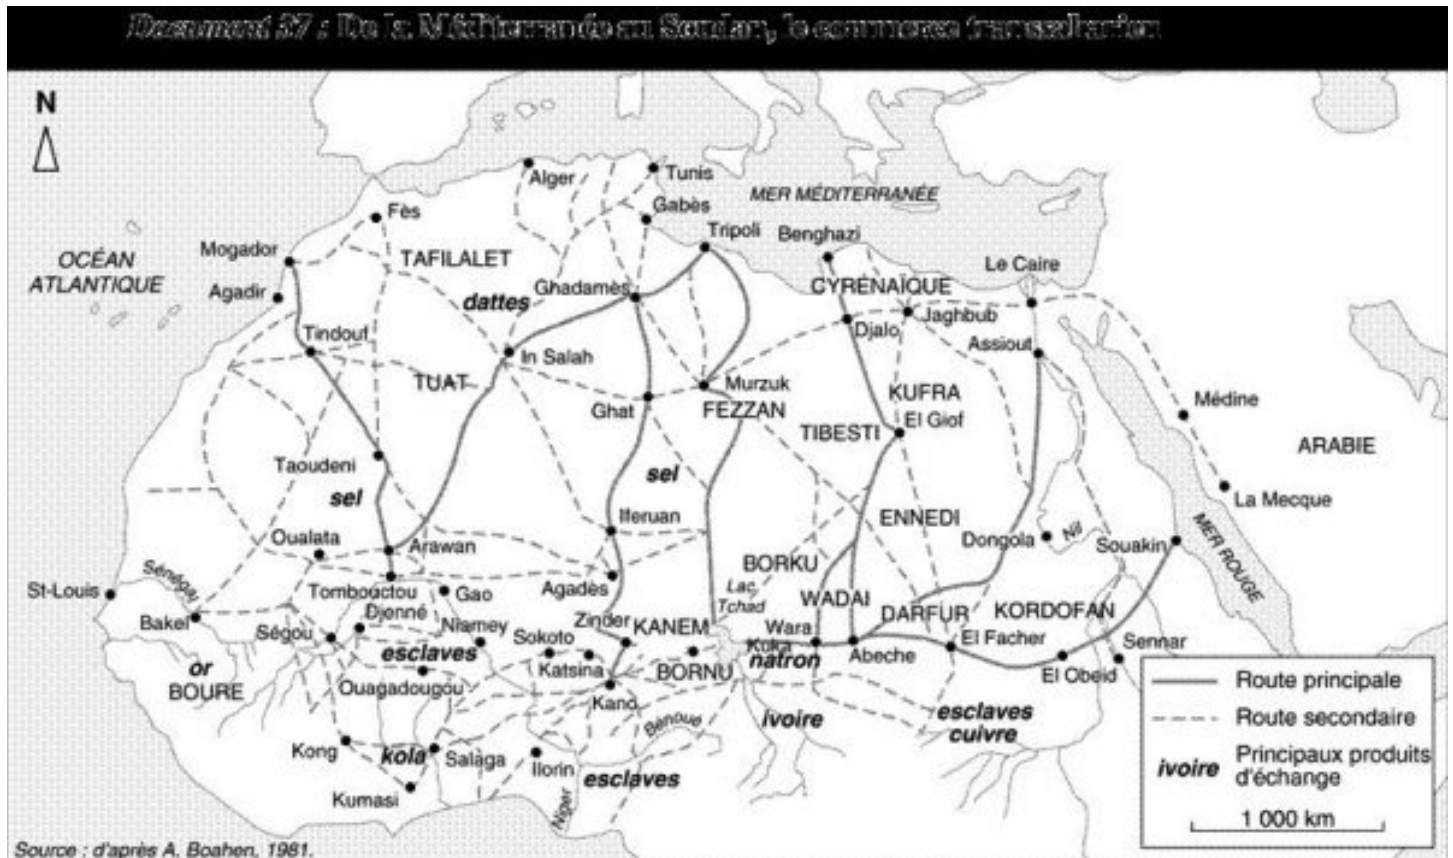 Document 37 : De la Méditerranée au Soudan, le commerce transsaharien
N
Alger
Tunis
MER MÉDITERRANÉE
Gabès
Fès
Tripoli
Benghazi
Mogador
TAFILALET
OCÉAN
ATLANTIQUE
Le Caire
Agadir
dattes
Ghadamès
CYRÉNAÏQUE
Tindouf
Djalo
Jaghbub
Assiout
In Salah
TUAT
Murzuk
KUFRA
Médine
Ghat
FEZZAN
El Giof
TIBESTI
ARABIE
Taoudeni
sel
sel
La Mecque
Iferuan
ENNEDI
MER ROUGE
Oualata
Arawan
Dongola
Nil
Souakin
BORKU
St-Louis
Sénégal
Tombouctou
Agadès
Lac
Tchad
Djenné
Gao
WADAI
DARFUR
KORDOFAN
Bakel
Ségou
Niamey
Sokoto
Zinder
KANEM
Wara
El Facher
Sennar
esclaves
Katsina
Kuka
natron
Abeche
or
BOURE
Ouagadougou
BORNU
El Obeid
Kano
Bénoué
ivoire
esclaves
cuivre
Kong
kola
Salaga
Ilorin
esclaves
Kumasi
Niger
Route principale
Route secondaire
ivoire
Principaux produits
d'échange
1 000 km
Source : d'après A. Boahen, 1981.